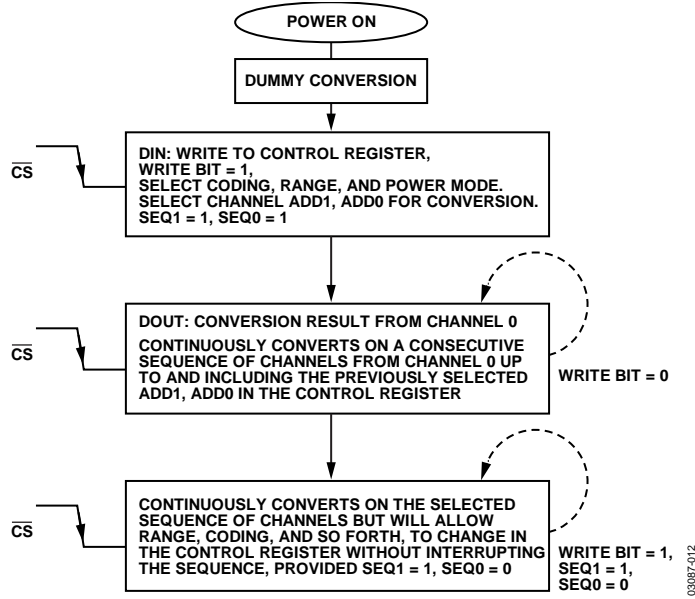 POWER ON
DUMMY CONVERSION
CS
DIN: WRITE TO CONTROL REGISTER,
WRITE BIT = 1,
SELECT CODING, RANGE, AND POWER MODE.
SELECT CHANNEL ADD1, ADD0 FOR CONVERSION.
SEQ1 = 1, SEQ0 = 1
CS
DOUT: CONVERSION RESULT FROM CHANNEL 0
CONTINUOUSLY CONVERTS ON A CONSECUTIVE
SEQUENCE OF CHANNELS FROM CHANNEL 0 UP
TO AND INCLUDING THE PREVIOUSLY SELECTED
ADD1, ADD0 IN THE CONTROL REGISTER
WRITE BIT = 0
CS
CONTINUOUSLY CONVERTS ON THE SELECTED
SEQUENCE OF CHANNELS BUT WILL ALLOW
RANGE, CODING, AND SO FORTH, TO CHANGE IN
THE CONTROL REGISTER WITHOUT INTERRUPTING
THE SEQUENCE, PROVIDED SEQ1 = 1, SEQ0 = 0
WRITE BIT = 1,
SEQ1 = 1,
SEQ0 = 0
03087-012